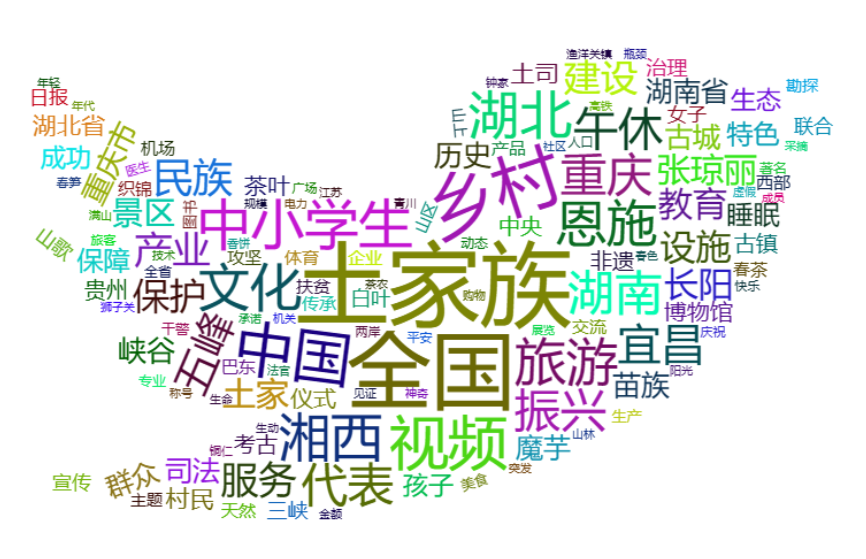 渔洋关镇 瓶颈
年轻 钟家 土司 建设 治理 勘探
日报 年代 湖北 高铁 湖南省 生态
湖北省 重庆市 山上 午休 女子 古城 特色 联合
成功 医生 民族 机场 历史 产品 社区 人口 采摘
春笋 织锦 茶叶 广场 江苏 乡村 重庆 张琼丽 著名
满山 景区 图书 规模 电力 青川 山区 恩施 教育 虚假 西部 成员
山歌 旅客 产业 中小学生 香饼 中央 设施 睡眠
保障 技术 攻坚 体育 企业 动态 非遗 春色 古镇
贵州 全省 保护 文化 扶贫 茶农 土家族 湖南 长阳 春茶 快乐
狮子关 传承 白叶 购物 博物馆
干警 承诺 机关 两岸 平安 展览 交流 宜昌 庆祝
峡谷 五峰 巴东 法官 中国 全国 旅游 阳光
专业 称号 土家 生命 仪式 见证 神奇 苗族
振兴 生产
生动 湘西 视频 山林
铜仁 考古 魔芋
宣传 群众 司法 服务 代表 孩子 美食 突发
主题 村民 天然 三峡 金额